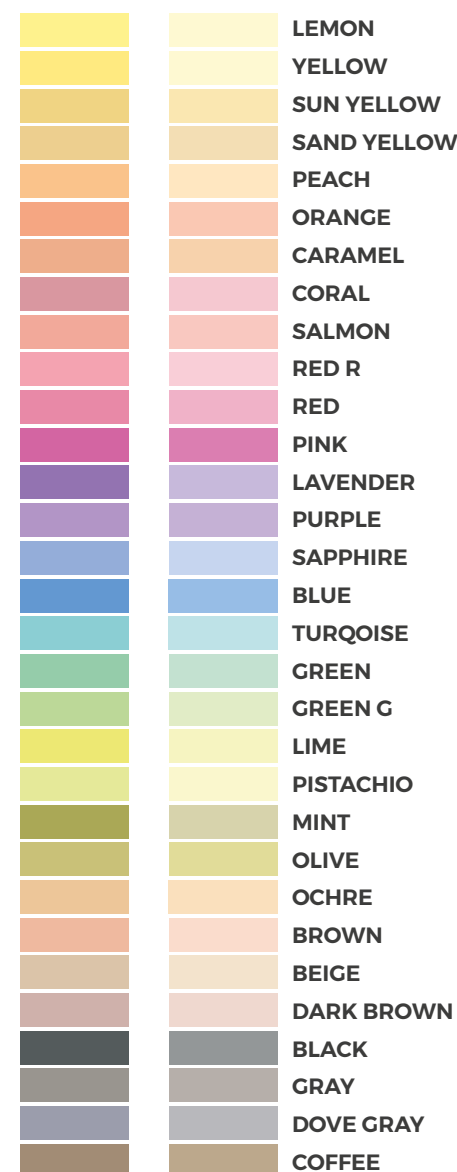 LEMON
YELLOW
SUN YELLOW
SAND YELLOW
PEACH
ORANGE
CARAMEL
CORAL
SALMON
RED R
RED
PINK
LAVENDER
PURPLE
SAPPHIRE
BLUE
TURQOISE
GREEN
GREEN G
LIME
PISTACHIO
MINT
OLIVE
OCHRE
BROWN
BEIGE
DARK BROWN
BLACK
GRAY
DOVE GRAY
COFFEE